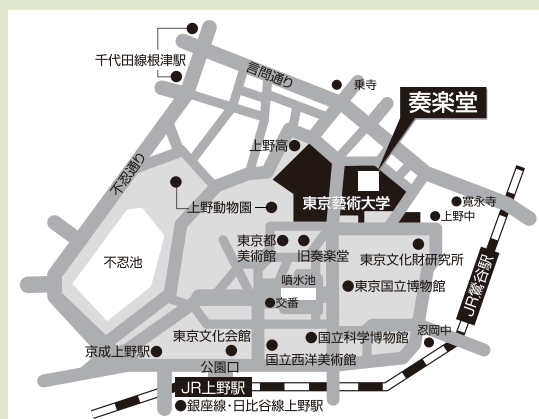 千代田線根津駅
言問通り
乗寺
奏楽堂
上野高
不忍通り
東京藝術大学
寛永寺
上野中
上野動物園
東京都
美術館
旧奏楽堂
東京文化財研究所
不忍池
噴水池
東京国立博物館
JR鶯谷駅
交番
忍岡中
東京文化会館
国立科学博物館
京成上野駅
公園口
国立西洋美術館
JR上野駅
銀座線・日比谷線上野駅